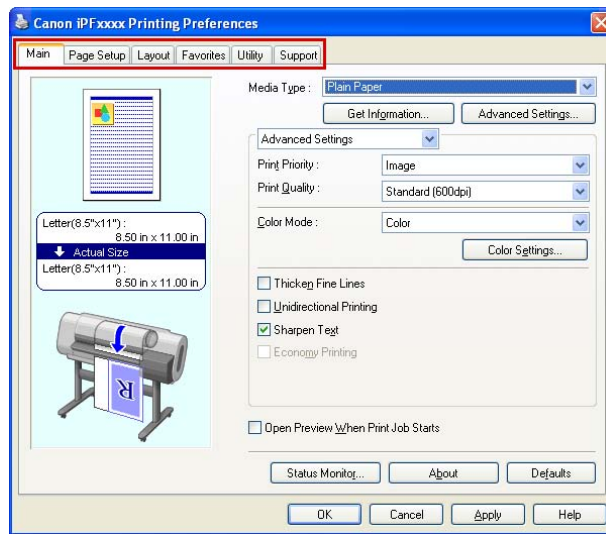 Canon iPFxxxx Printing Preferences
Main Page Setup Layout Favorites Utility Support
Media Type : Plain Paper
Get Information... Advanced Settings...
Advanced Settings
Print Priority : Image
Print Quality : Standard (600dpi)
Color Mode : Color
Color Settings...
Letter(8.5"x11") :
8.50 in x 11.00 in
Actual Size
Letter(8.5"x11") :
8.50 in x 11.00 in
Thicken Fine Lines
Unidirectional Printing
Sharpen Text
Economy Printing
R
Open Preview When Print Job Starts
Status Monitor... About Defaults
OK Cancel Apply Help